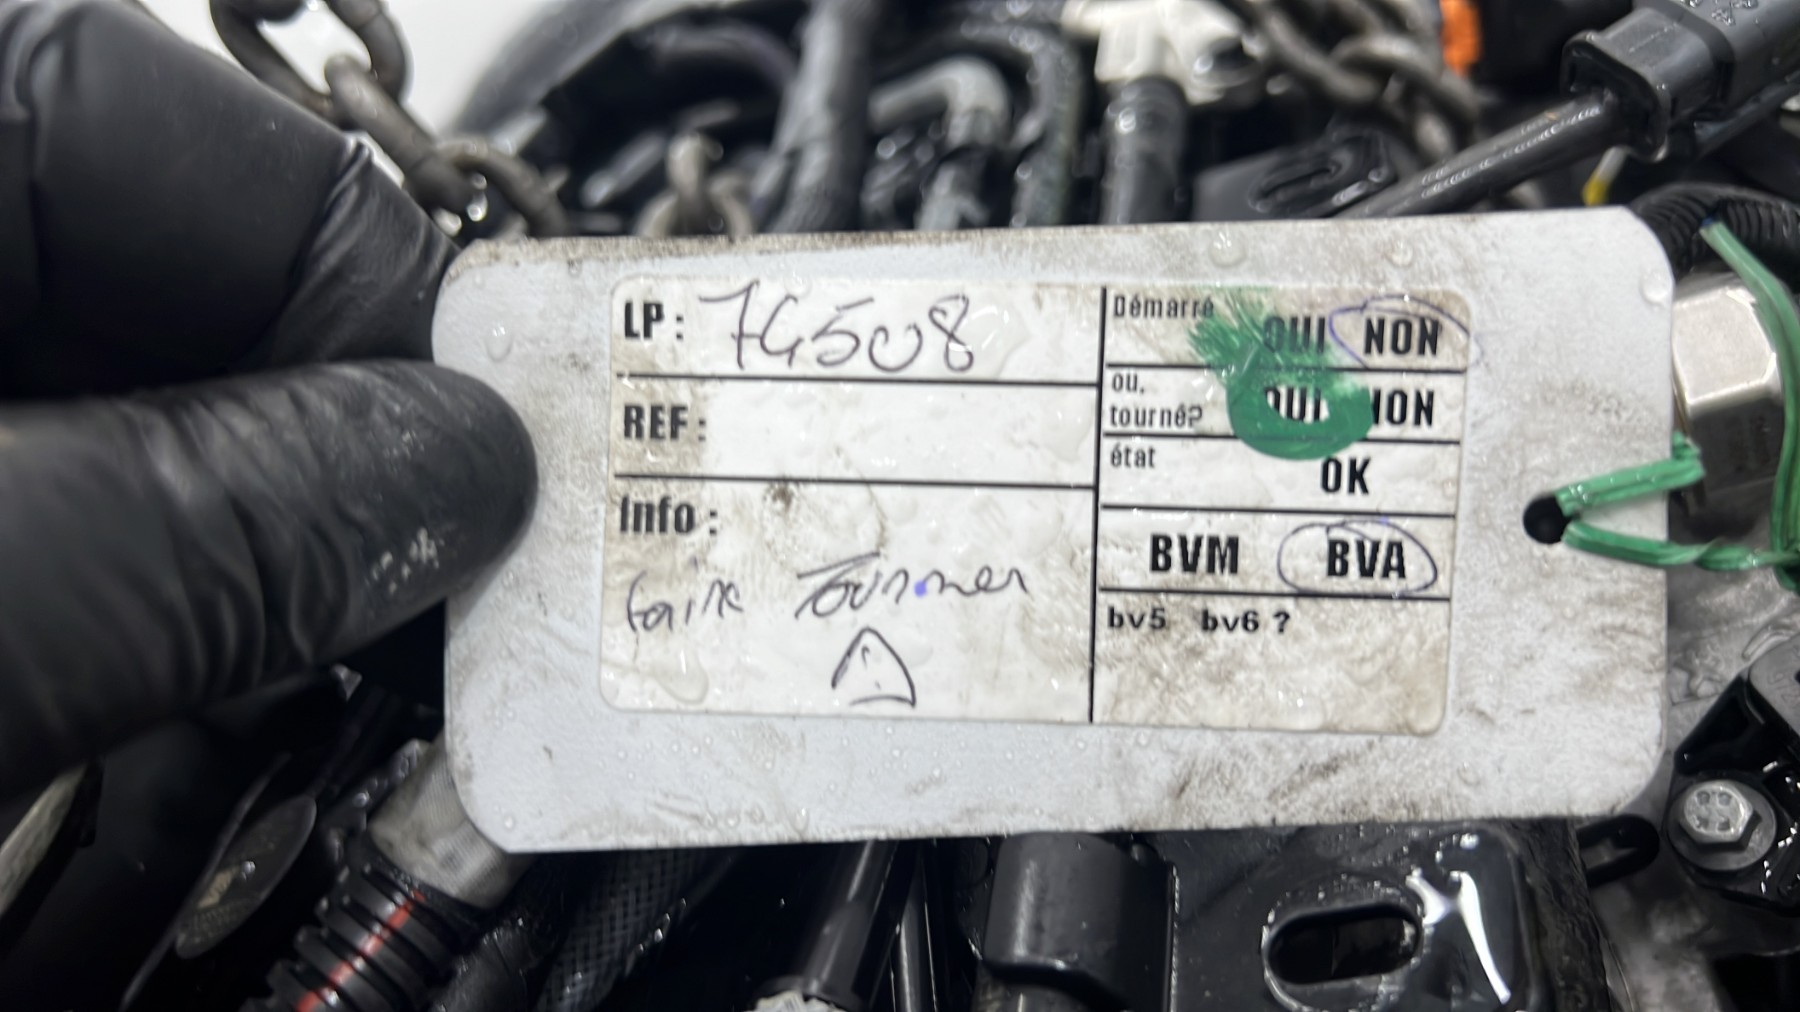 LP : 74508
REF :
Info :
faire Tourner
Démarré OUI NON
ou.
tourné? OUI NON
état OK
BVM BVA
bv5 bv6 ?